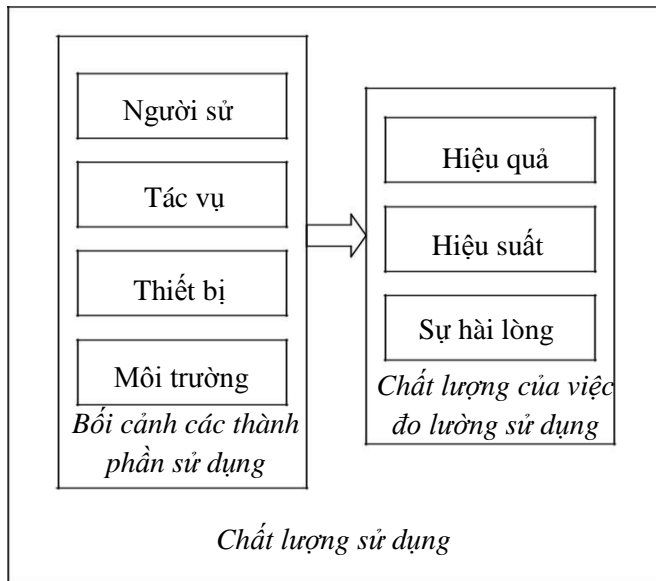 Người sử
Tác vụ
Thiết bị
Môi trường
Bối cảnh các thành
phần sử dụng
Hiệu quả
Hiệu suất
Sự hài lòng
Chất lượng của việc
đo lường sử dụng
Chất lượng sử dụng